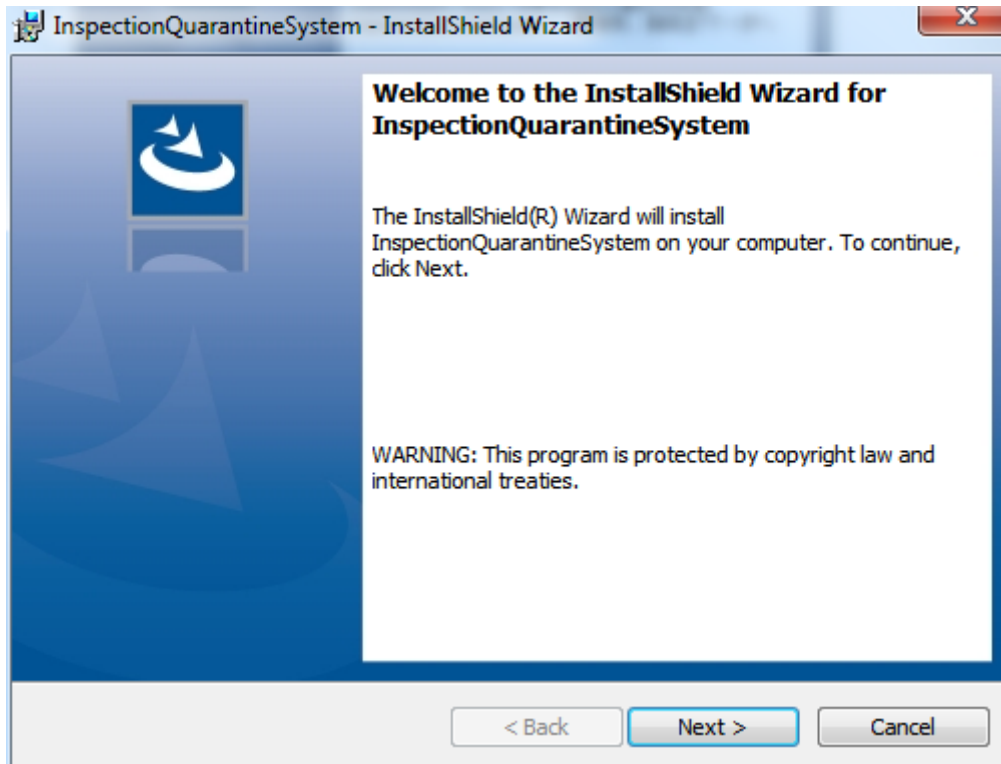 InspectionQuarantineSystem - InstallShield Wizard
Welcome to the InstallShield Wizard for
InspectionQuarantineSystem
The InstallShield(R) Wizard will install
InspectionQuarantineSystem on your computer. To continue,
click Next.
WARNING: This program is protected by copyright law and
international treaties.
< Back
Next >
Cancel